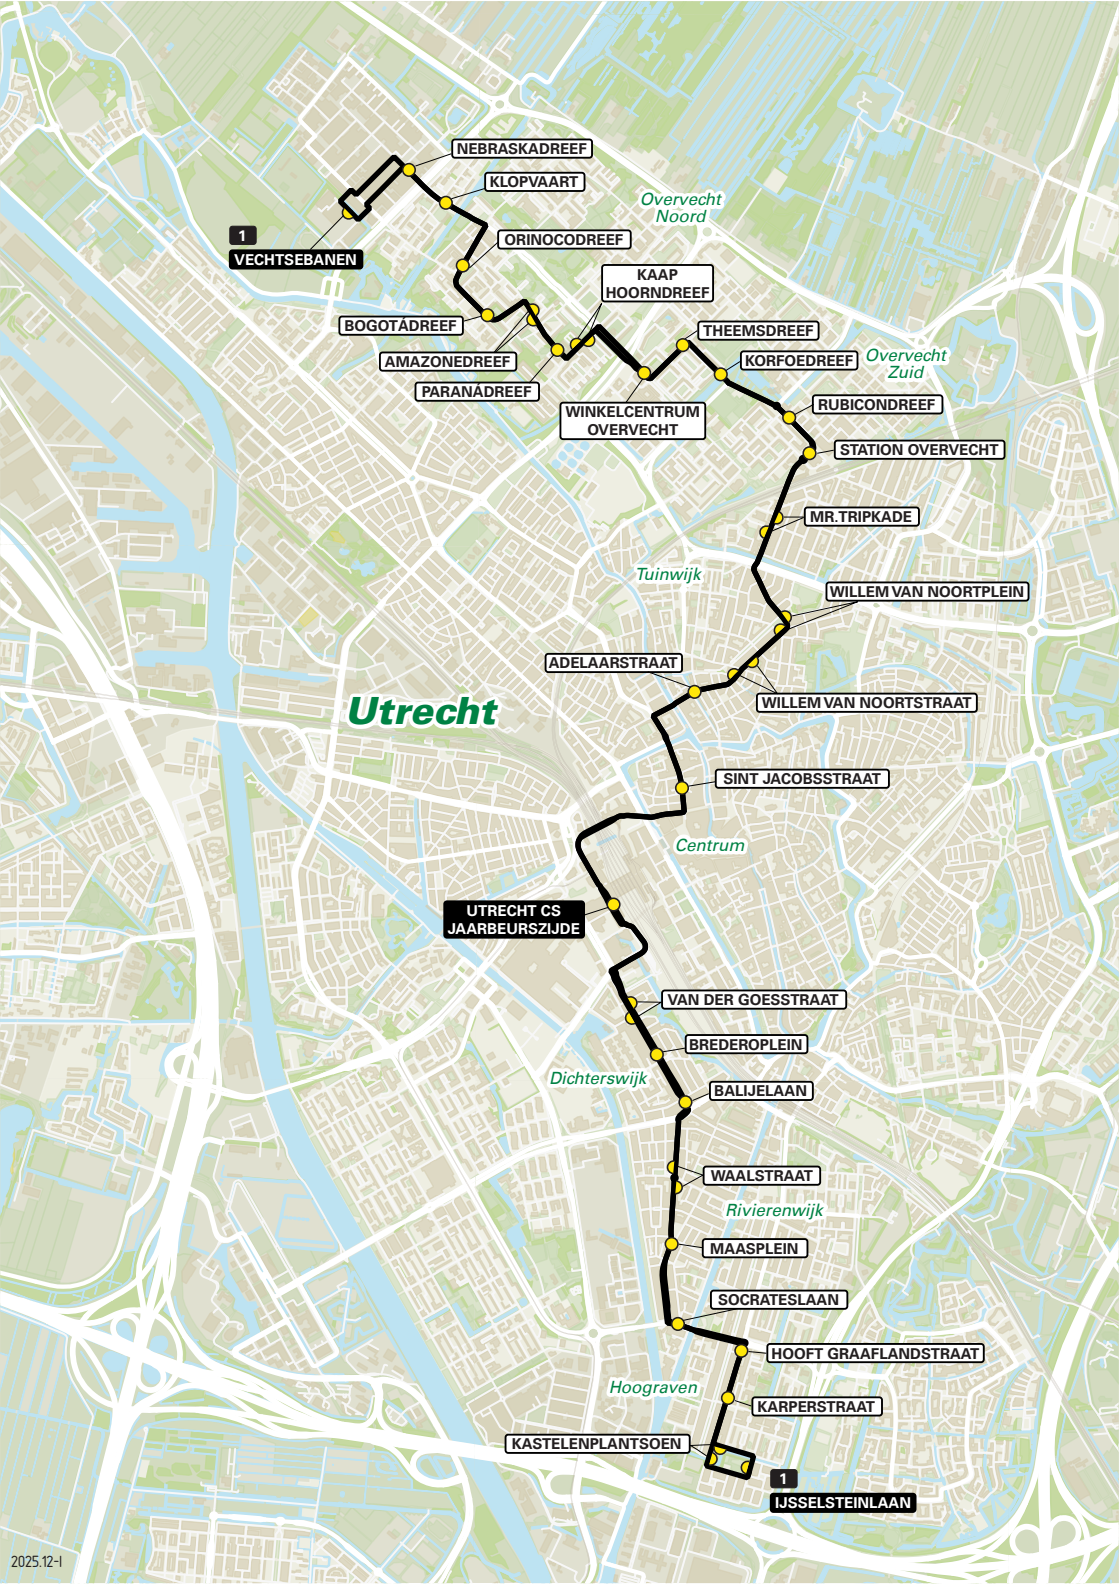 NEBRASKADREEF
KLOPVAART
Overvecht
Noord
1
VECHTSEBANEN
ORINOCODREEF
KAAP
HOORNDREEF
BOGOTÁDREEF
THEEMSDREEF
AMAZONEDREEF
KORFOEDREEF
Overvecht
Zuid
PARANÁDREEF
WINKELCENTRUM
OVERVECHT
RUBICONDREEF
STATION OVERVECHT
MR.TRIPKADE
Tuinwijk
WILLEM VAN NOORTPLEIN
ADELAARSTRAAT
WILLEM VAN NOORTSTRAAT
Utrecht
SINT JACOBSSTRAAT
Centrum
UTRECHT CS
JAARBEURSZIJDE
VAN DER GOESSTRAAT
BREDEROPLEIN
Dichterswijk
BALIJELAAN
WAALSTRAAT
Rivierenwijk
MAASPLEIN
SOCRATESLAAN
HOOFT GRAAFLANDSTRAAT
Hoograven
KARPERSTRAAT
KASTELENPLANTSOEN
1
IJSSELSTEINLAAN
2025.12-I